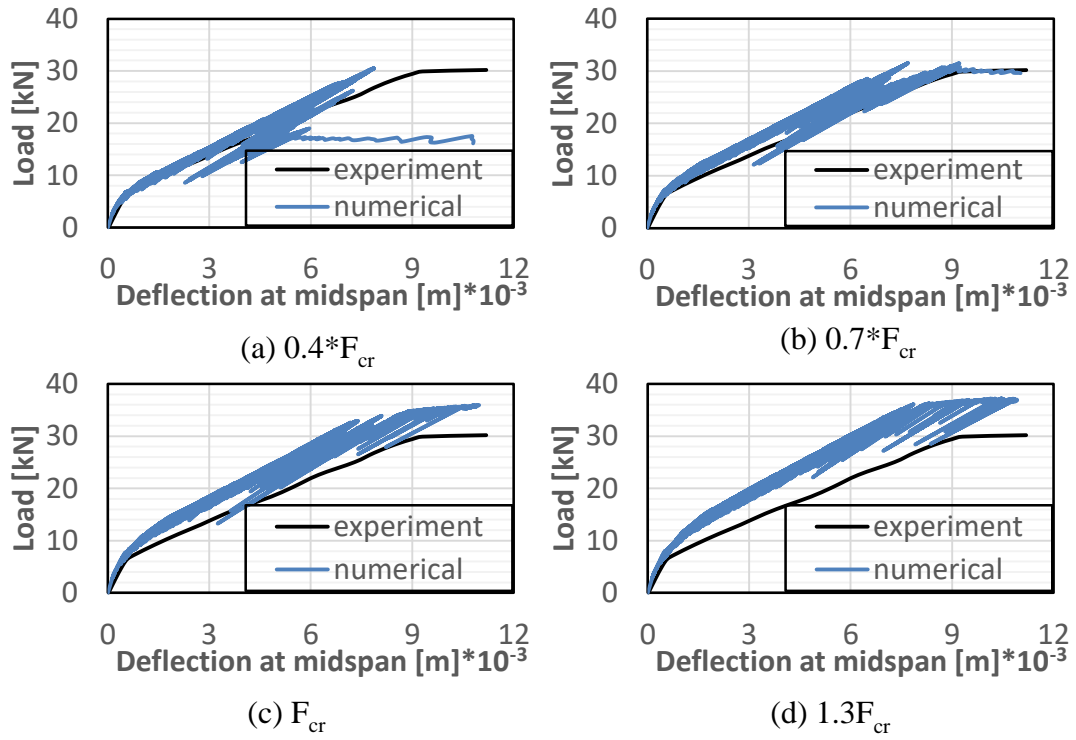 Load [kN]
40
30
20
10
0
experiment
numerical
0 3 6 9 12
Deflection at midspan [m]*10-3
(a) 0.4*Fcr
Load [kN]
40
30
20
10
0
experiment
numerical
0 3 6 9 12
Deflection at midspan [m]*10-3
(b) 0.7*Fcr
Load [kN]
40
30
20
10
0
experiment
numerical
0 3 6 9 12
Deflection at midspan [m]*10-3
(c) Fcr
Load [kN]
40
30
20
10
0
experiment
numerical
0 3 6 9 12
Deflection at midspan [m]*10-3
(d) 1.3Fcr